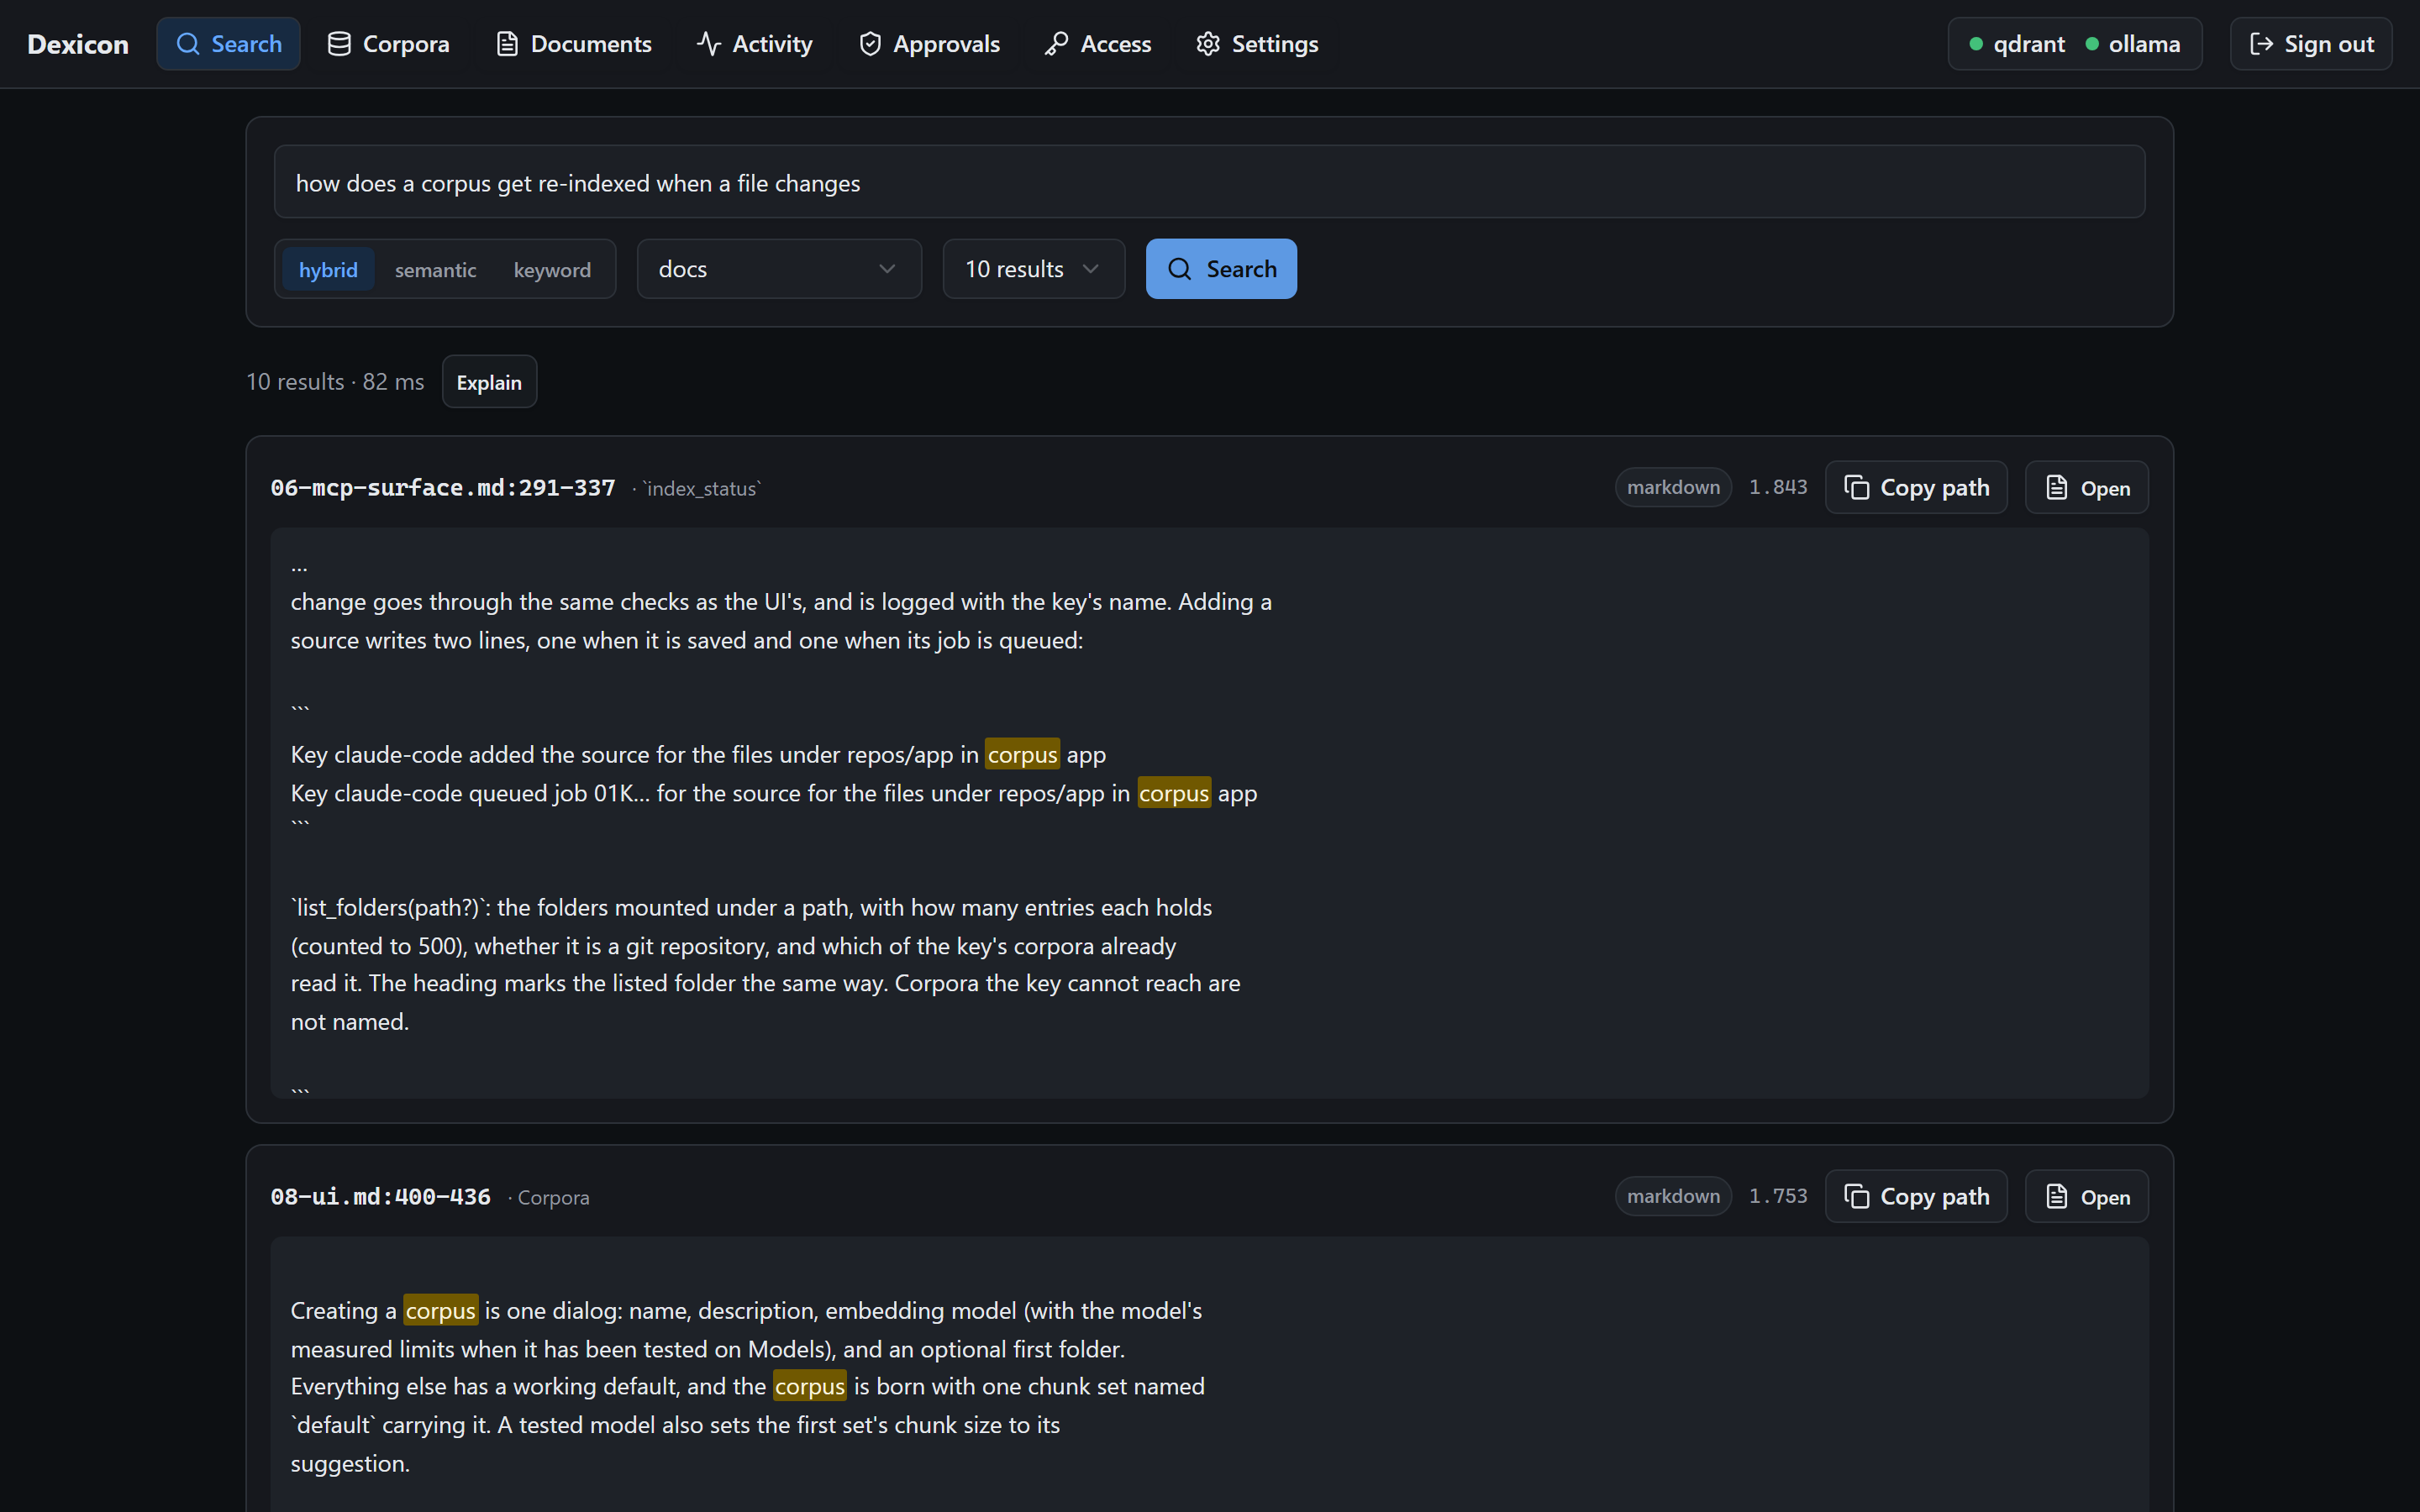 Dexicon Search Corpora Documents Activity Approvals Access Settings qdrant ollama Sign out
how does a corpus get re-indexed when a file changes
hybrid semantic keyword docs 10 results Search
10 results · 82 ms Explain
06-mcp-surface.md:291-337 · `index_status` markdown 1.843 Copy path Open
...
change goes through the same checks as the UI's, and is logged with the key's name. Adding a
source writes two lines, one when it is saved and one when its job is queued:
```
Key claude-code added the source for the files under repos/app in corpus app
Key claude-code queued job 01K... for the source for the files under repos/app in corpus app
```
`list_folders(path?)`: the folders mounted under a path, with how many entries each holds
(counted to 500), whether it is a git repository, and which of the key's corpora already
read it. The heading marks the listed folder the same way. Corpora the key cannot reach are
not named.
```
08-ui.md:400-436 · Corpora markdown 1.753 Copy path Open
Creating a corpus is one dialog: name, description, embedding model (with the model's
measured limits when it has been tested on Models), and an optional first folder.
Everything else has a working default, and the corpus is born with one chunk set named
`default` carrying it. A tested model also sets the first set's chunk size to its
suggestion.